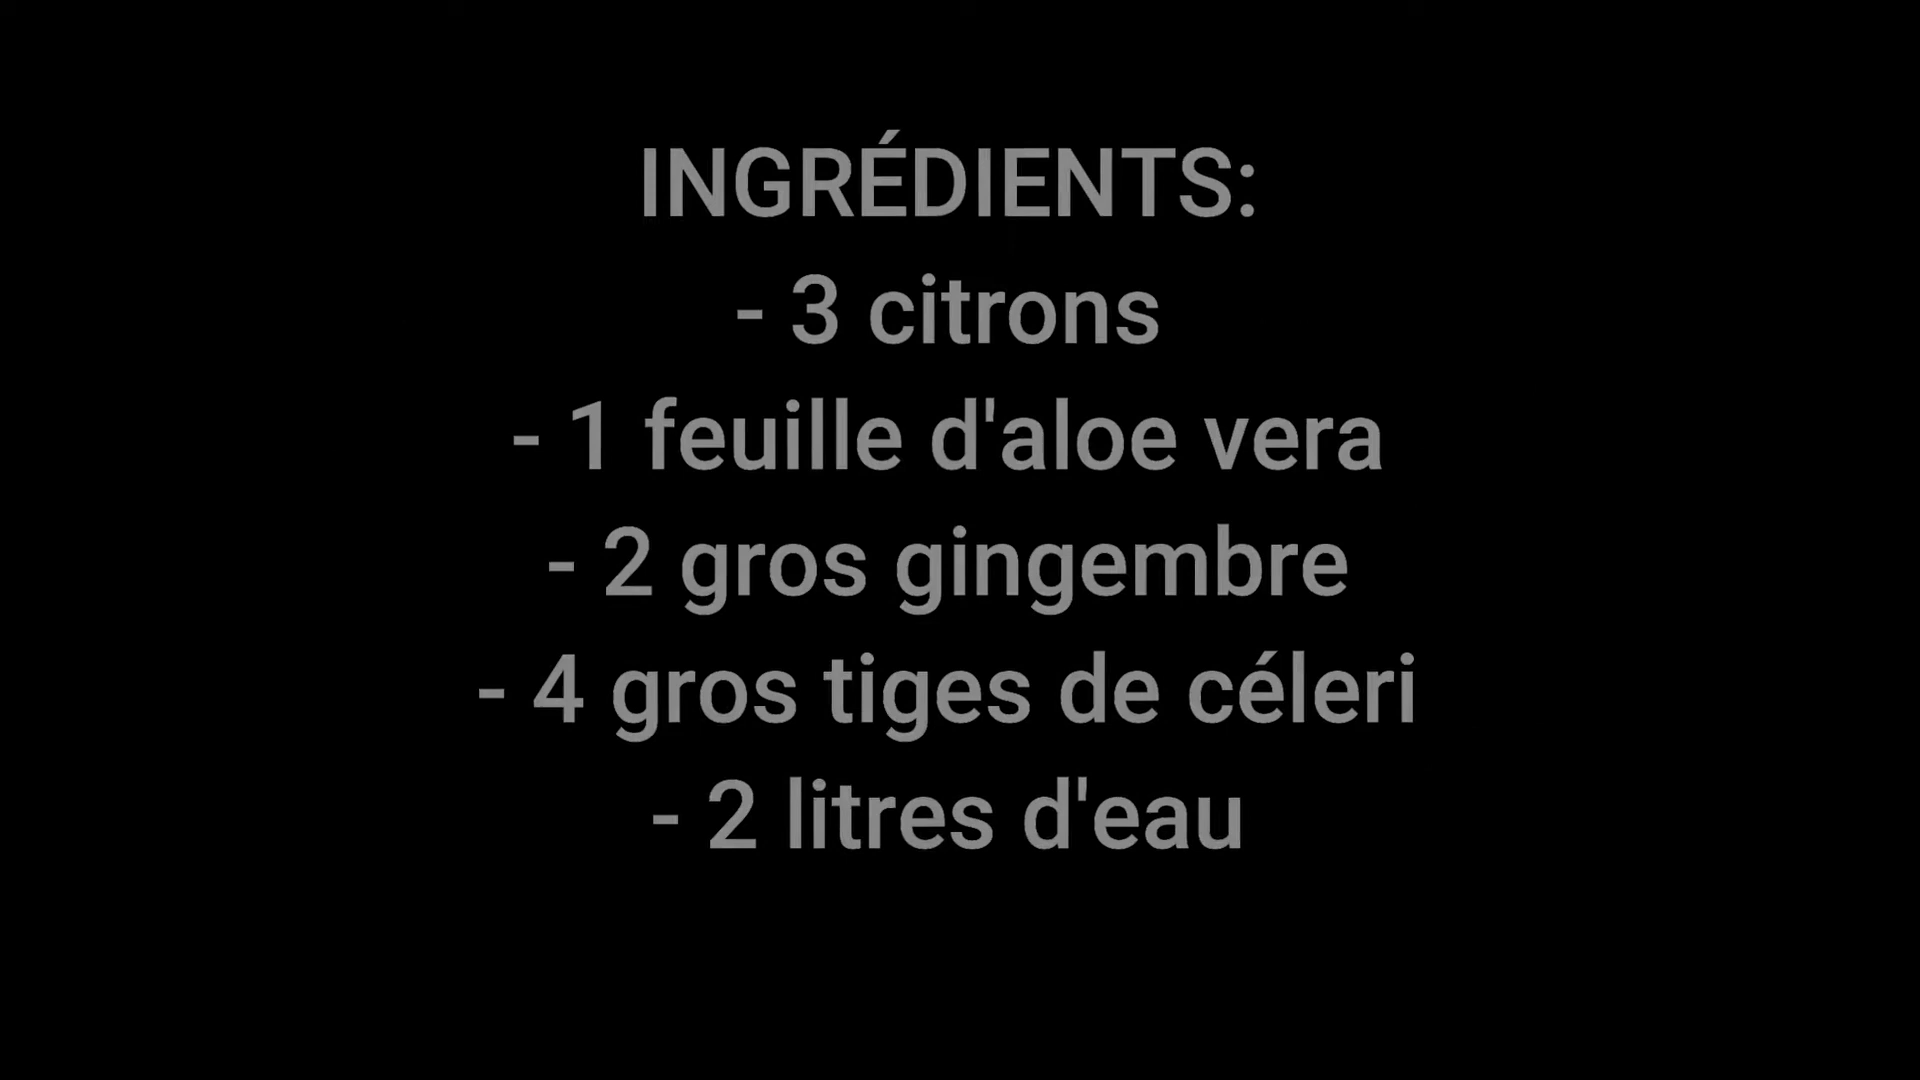 INGRÉDIENTS:
- 3 citrons
- 1 feuille d'aloe vera
- 2 gros gingembre
- 4 gros tiges de céleri
- 2 litres d'eau